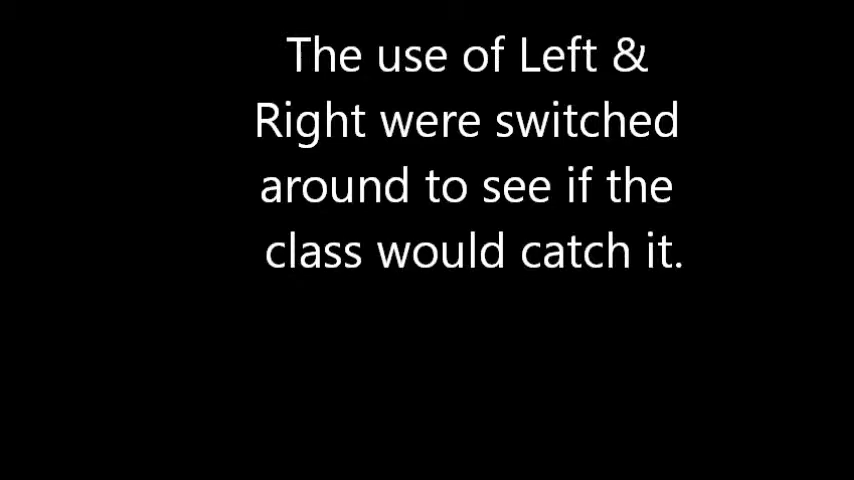 The use of Left &
Right were switched
around to see if the
class would catch it.